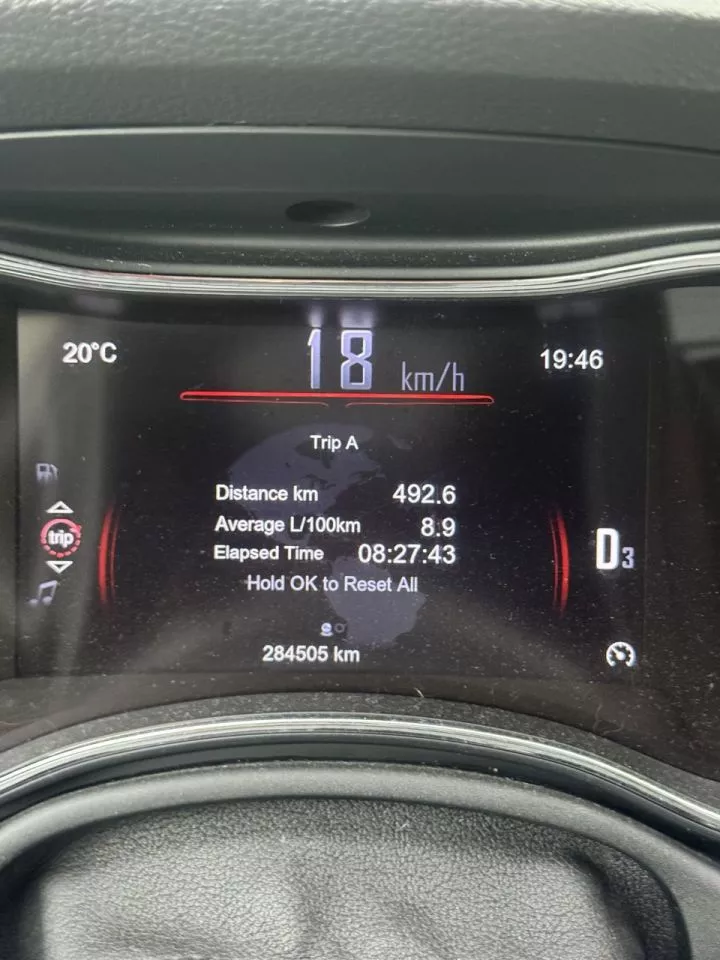 20°C
18 km/h
19:46
Trip A
Distance km 492.6
Average L/100km 8.9
trip
D3
Elapsed Time 08:27:43
Hold OK to Reset All
284505 km